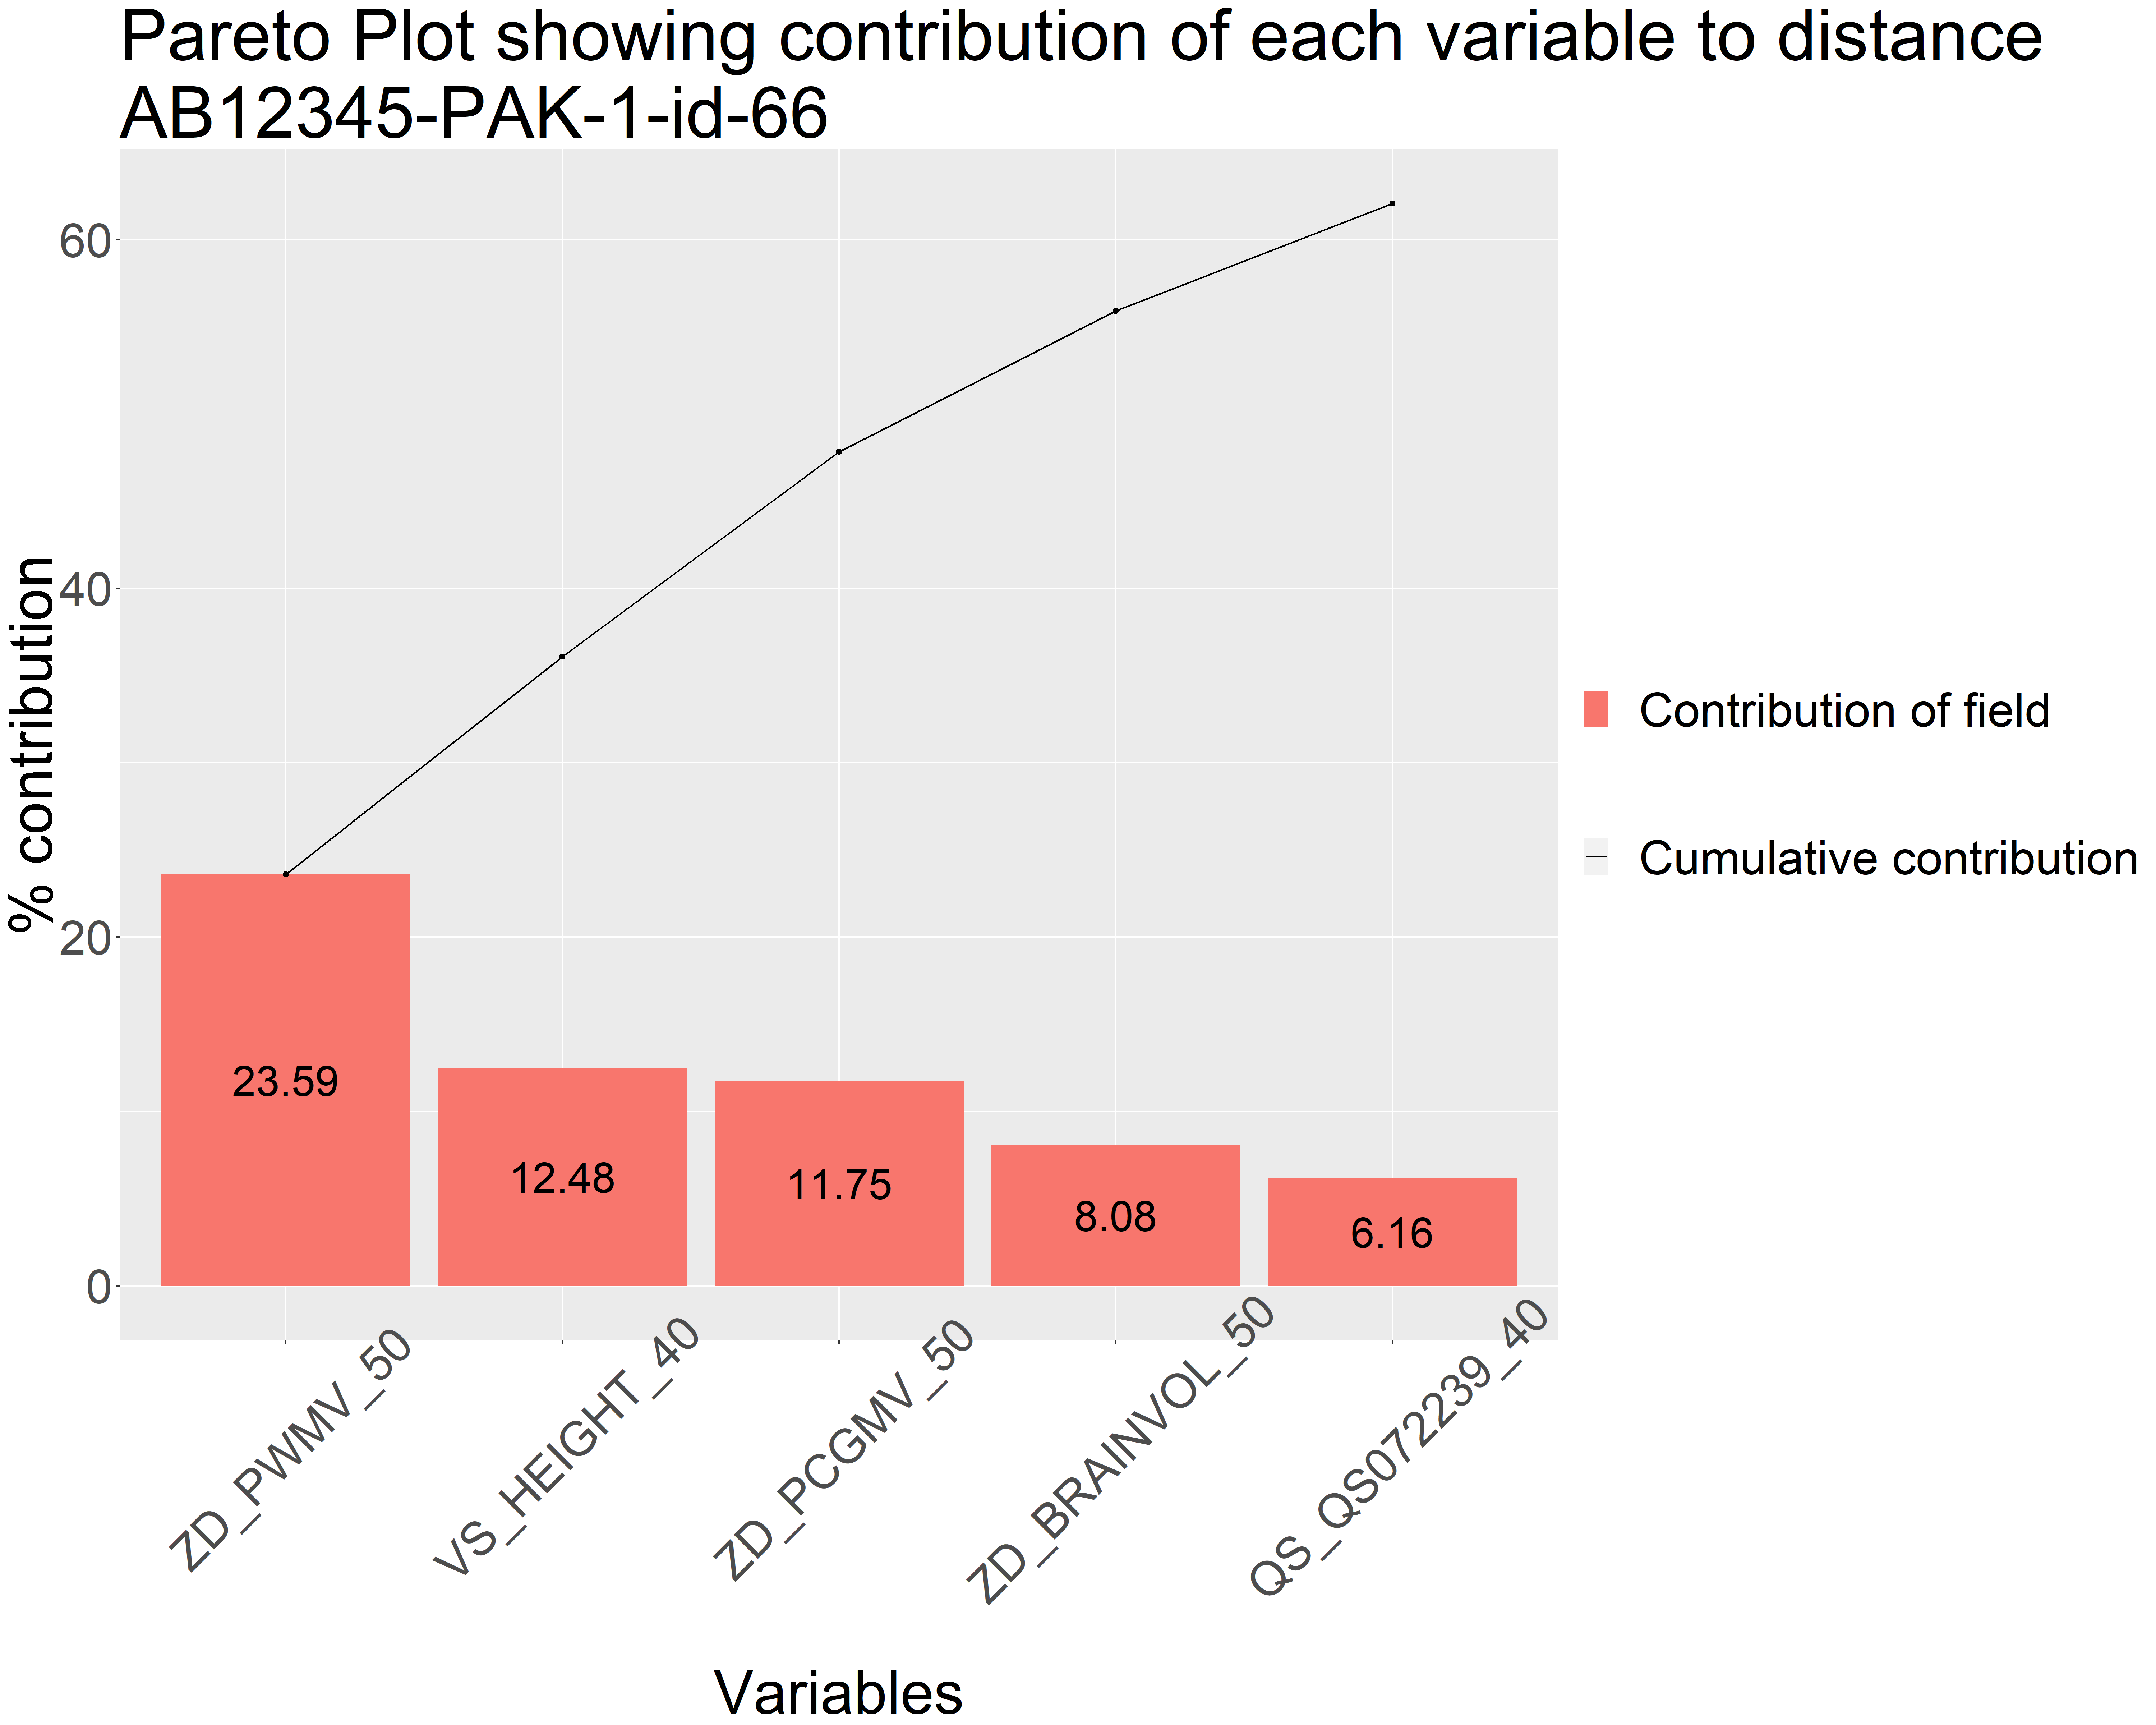 Pareto Plot showing contribution of each variable to distance
AB12345-PAK-1-id-66
% contribution
60
40
20
0
23.59
12.48
11.75
8.08
6.16
ZD_PWMV_50
VS_HEIGHT_40
ZD_PCGMV_50
ZD_BRAINVOL_50
QS_QS072239_40
Variables
Contribution of field
Cumulative contribution